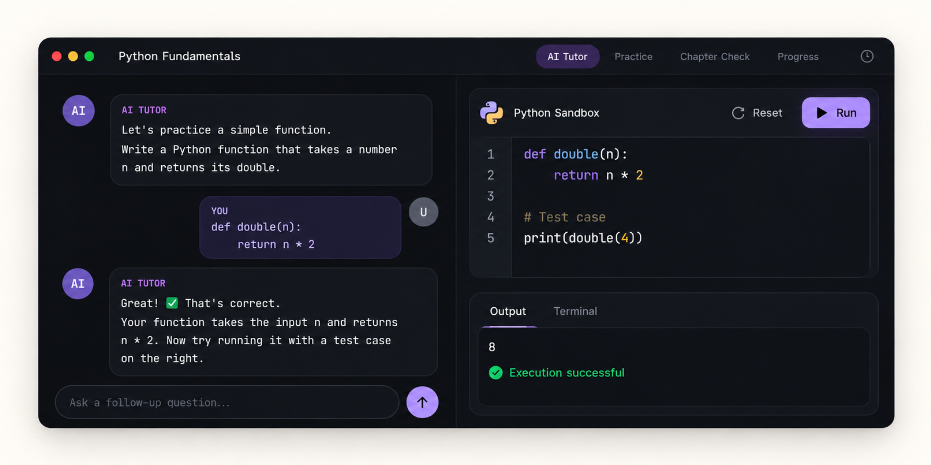 Python Fundamentals
AI Tutor
Practice
Chapter Check
Progress
AI
AI TUTOR
Let's practice a simple function.
Write a Python function that takes a number
n and returns its double.
YOU
def double(n):
    return n * 2
U
AI
AI TUTOR
Great! ✅ That's correct.
Your function takes the input n and returns
n * 2. Now try running it with a test case
on the right.
Ask a follow-up question...
Python Sandbox
Reset
Run
1 def double(n):
2     return n * 2
3
4 # Test case
5 print(double(4))
Output
Terminal
8
Execution successful